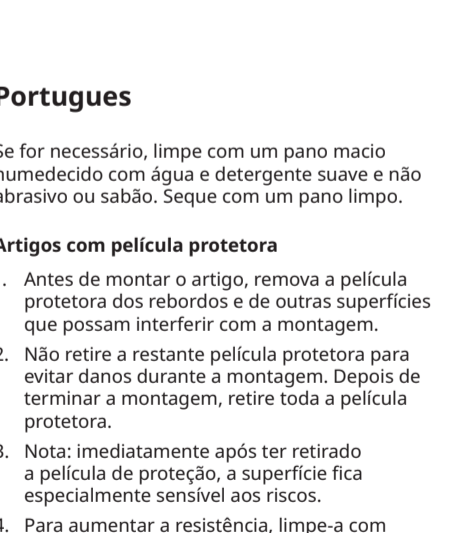 Portugues
Se for necessário, limpe com um pano macio
humedecido com água e detergente suave e não
abrasivo ou sabão. Seque com um pano limpo.
Artigos com película protetora
1. Antes de montar o artigo, remova a película
protetora dos rebordos e de outras superfícies
que possam interferir com a montagem.
2. Não retire a restante película protetora para
evitar danos durante a montagem. Depois de
terminar a montagem, retire toda a película
protetora.
3. Nota: imediatamente após ter retirado
a película de proteção, a superfície fica
especialmente sensível aos riscos.
4. Para aumentar a resistência, limpe-a com